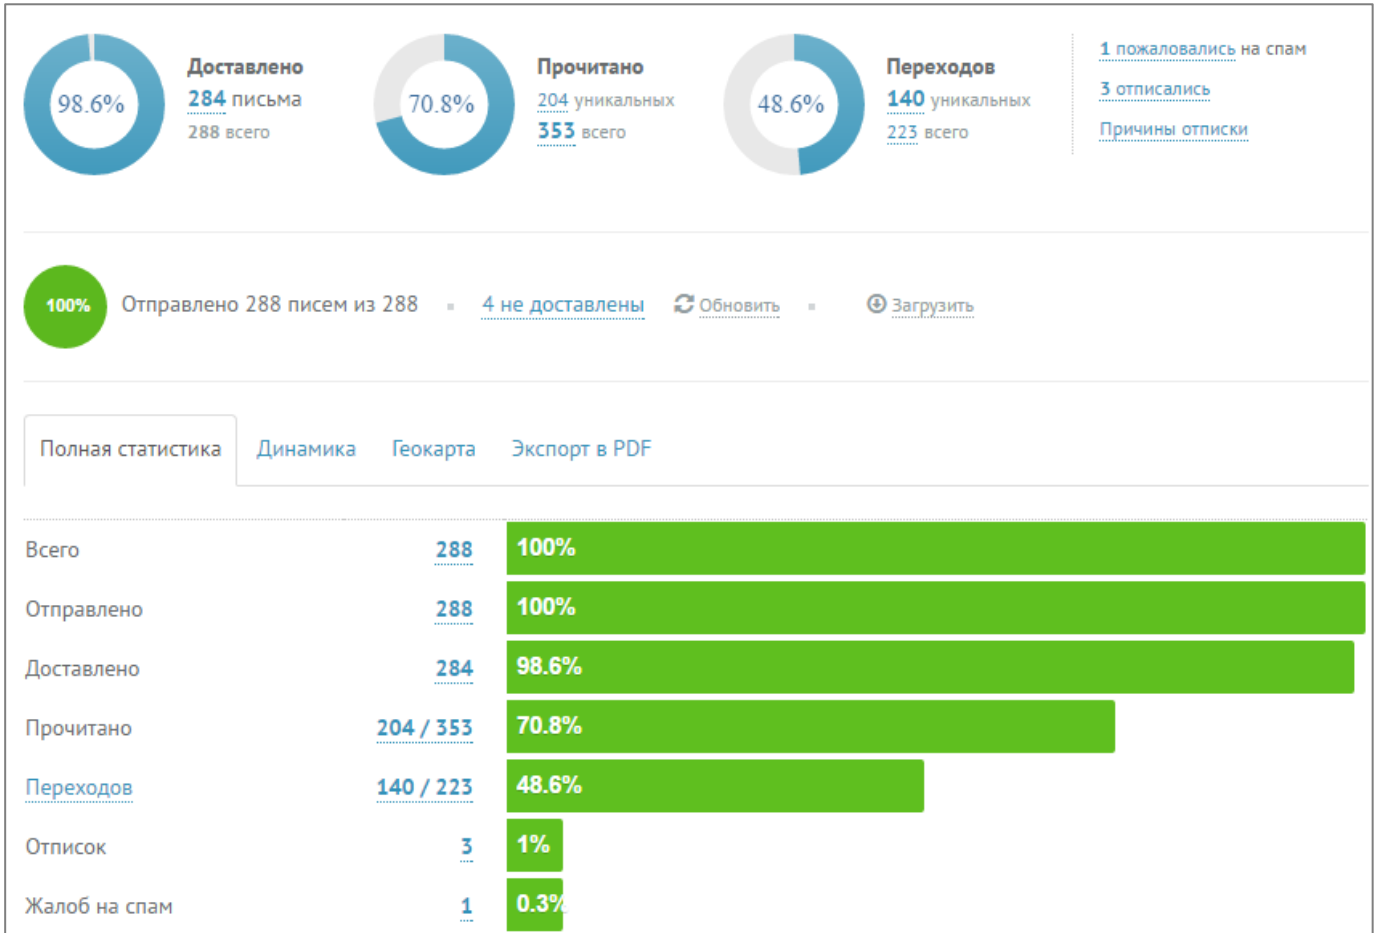 98.6%
Доставлено
284 письма
288 всего
70.8%
Прочитано
204 уникальных
353 всего
48.6%
Переходов
140 уникальных
223 всего
1 пожаловались на спам
3 отписались
Причины отписки
100% Отправлено 288 писем из 288 4 не доставлены Обновить Загрузить
Полная статистика Динамика Геокарта Экспорт в PDF
Всего 288 100%
Отправлено 288 100%
Доставлено 284 98.6%
Прочитано 204 / 353 70.8%
Переходов 140 / 223 48.6%
Отписок 3 1%
Жалоб на спам 1 0.3%